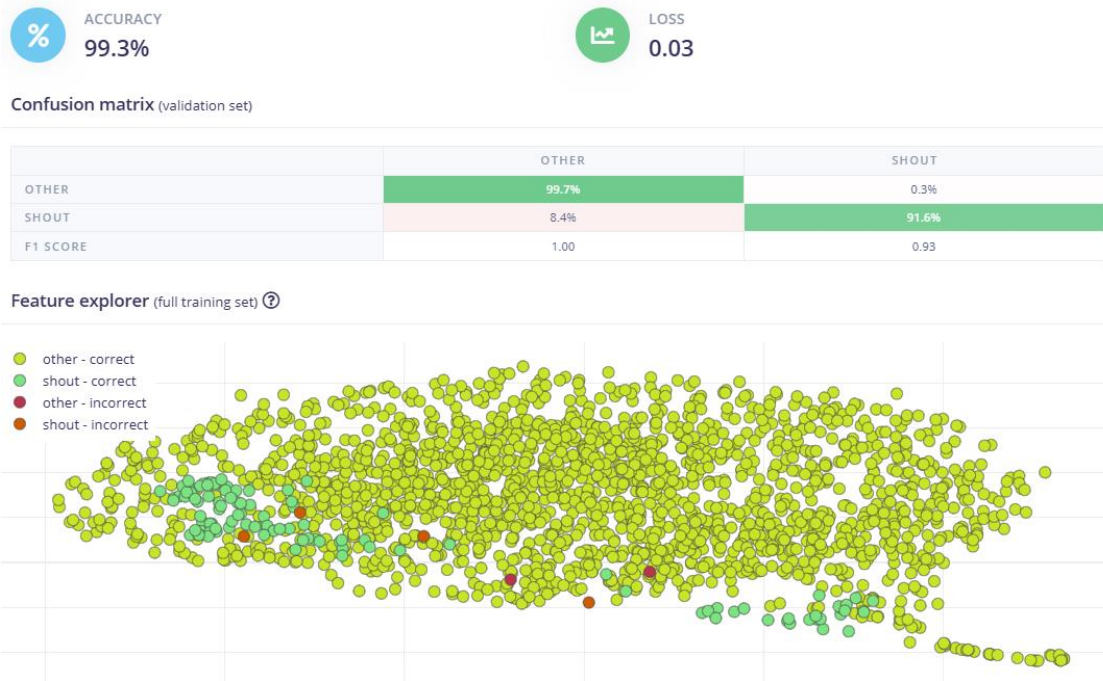 ACCURACY
99.3%
LOSS
0.03
Confusion matrix (validation set)
OTHER SHOUT
OTHER 99.7% 0.3%
SHOUT 8.4% 91.6%
F1 SCORE 1.00 0.93
Feature explorer (full training set) ?
other - correct
shout - correct
other - incorrect
shout - incorrect